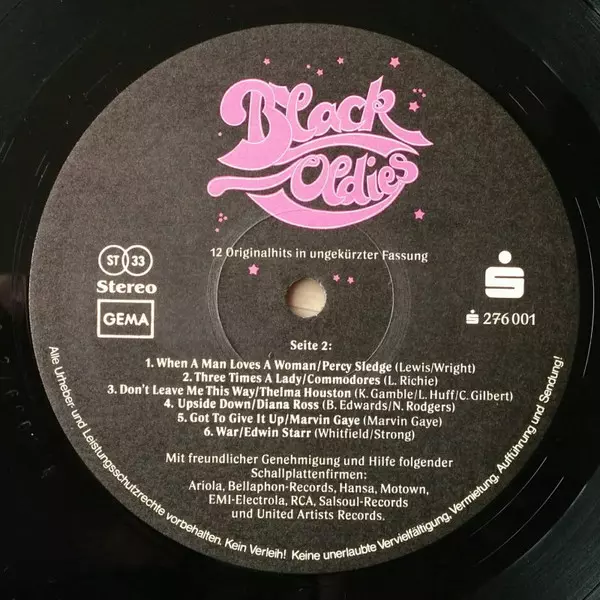 Black
Oldies
12 Originalhits in ungekürzter Fassung
ST 33
Stereo
GEMA
276 001
Seite 2:
1. When A Man Loves A Woman/Percy Sledge (Lewis/Wright)
2. Three Times A Lady/Commodores (L. Richie)
3. Don't Leave Me This Way/Thelma Houston (K. Gamble/L. Huff/C. Gilbert)
4. Upside Down/Diana Ross (B. Edwards/N. Rodgers)
5. Got To Give It Up/Marvin Gaye (Marvin Gaye)
6. War/Edwin Starr (Whitfield/Strong)
Mit freundlicher Genehmigung und Hilfe folgender
Schallplattenfirmen:
Ariola, Bellaphon-Records, Hansa, Motown,
EMI-Electrola, RCA, Salsoul-Records
und United Artists Records.
Alle Urheber- und Leistungsschutzrechte vorbehalten. Kein Verleih! Keine unerlaubte Vervielfältigung, Vermietung, Aufführung und Sendung!